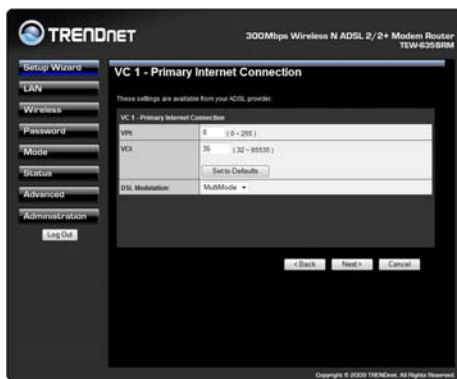 TRENDNET
300Mbps Wireless N ADSL 2/2+ Modem Router
TEW-635BRM
Setup Wizard
LAN
Wireless
Password
Mode
Status
Advanced
Administration
Log Out
VC 1 - Primary Internet Connection
These settings are available from your ADSL provider.
VC 1 - Primary Internet Connection
VPI: 8 ( 0 - 255 )
VCI: 35 ( 32 - 65535 )
Set to Defaults
DSL Modulation: MultiMode
< Back Next > Cancel
Copyright © 2009 TRENDnet. All Rights Reserved.